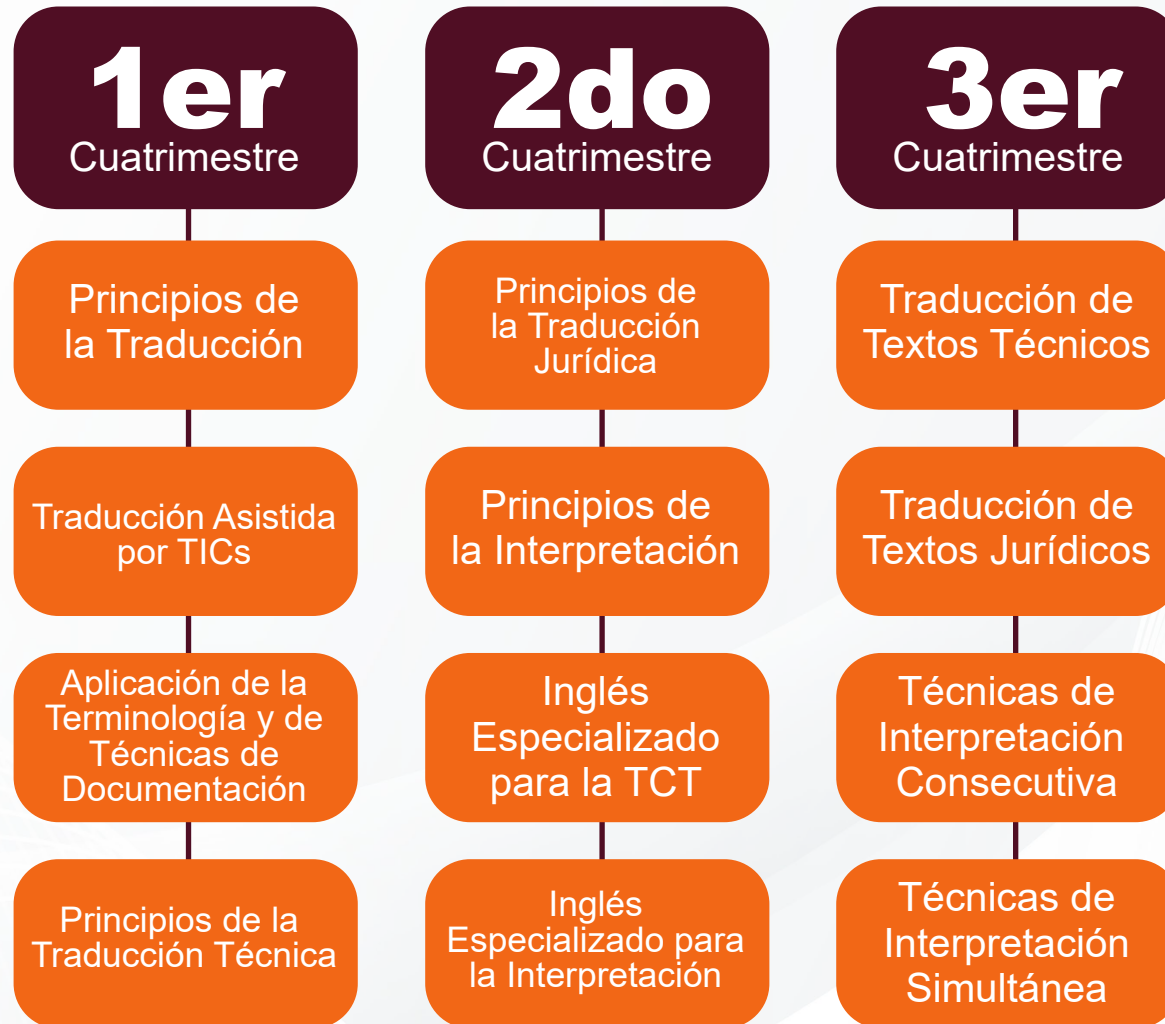 1er
Cuatrimestre
Principios de
la Traducción
Traducción Asistida
por TICs
Aplicación de la
Terminología y de
Técnicas de
Documentación
Principios de la
Traducción Técnica
2do
Cuatrimestre
Principios de
la Traducción
Jurídica
Principios de
la Interpretación
Inglés
Especializado
para la TCT
Inglés
Especializado para
la Interpretación
3er
Cuatrimestre
Traducción de
Textos Técnicos
Traducción de
Textos Jurídicos
Técnicas de
Interpretación
Consecutiva
Técnicas de
Interpretación
Simultánea